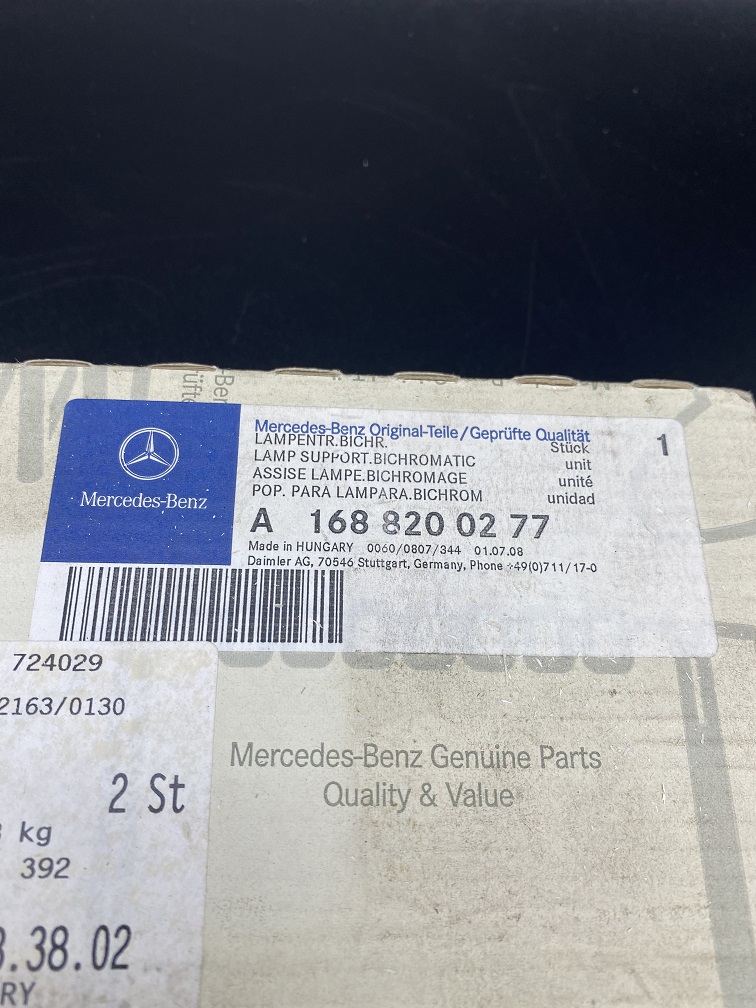 Mercedes-Benz
Mercedes-Benz Original-Teile/Geprüfte Qualität
LAMPENTR.BICHR. Stück 1
LAMP SUPPORT.BICHROMATIC unit
ASSISE LAMPE.BICHROMAGE unité
POP. PARA LAMPARA.BICHROM unidad
A 168 820 02 77
Made in HUNGARY 0060/0807/344 01.07.08
Daimler AG, 70546 Stuttgart, Germany, Phone +49(0)711/17-0
724029
2163/0130
2 St
kg
392
.38.02
RY
Mercedes-Benz Genuine Parts
Quality & Value